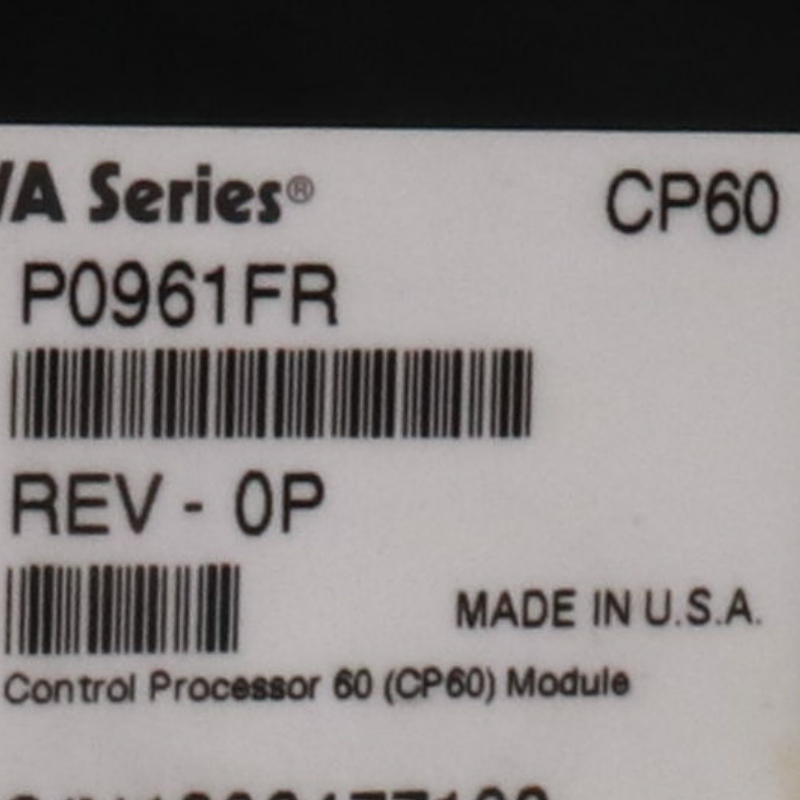 /A Series® CP60
P0961FR
REV - 0P
MADE IN U.S.A.
Control Processor 60 (CP60) Module